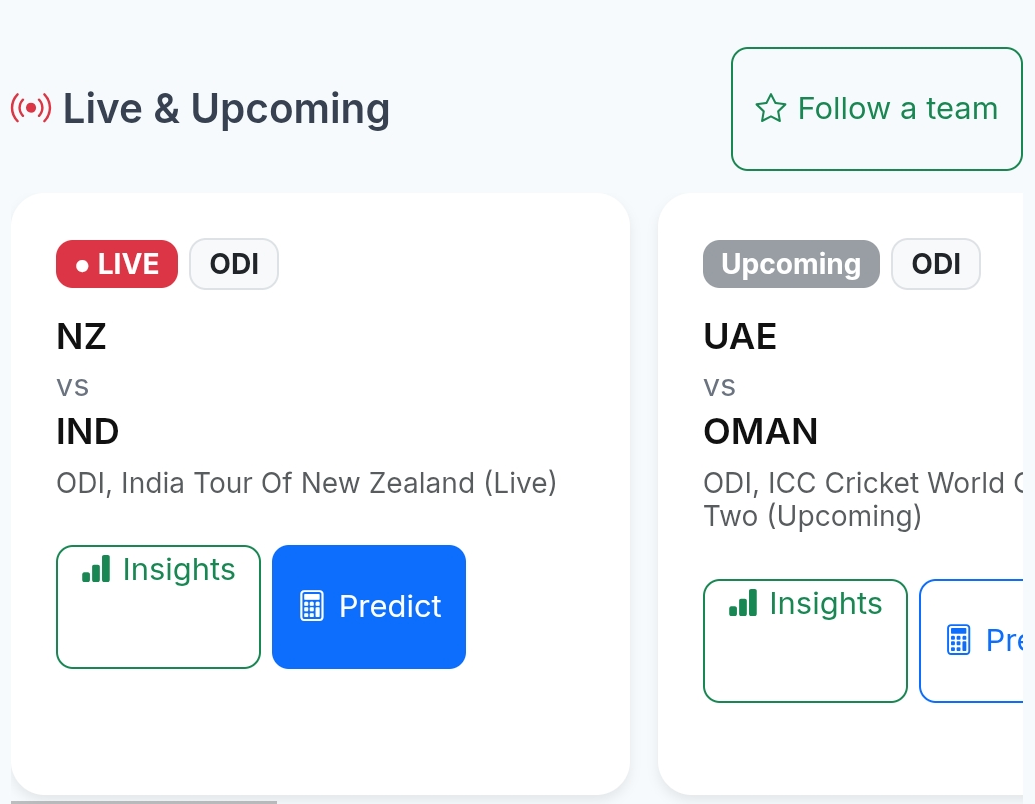 Live & Upcoming
Follow a team
LIVE
ODI
NZ
vs
IND
ODI, India Tour Of New Zealand (Live)
Insights
Predict
Upcoming
ODI
UAE
vs
OMAN
ODI, ICC Cricket World
Two (Upcoming)
Insights